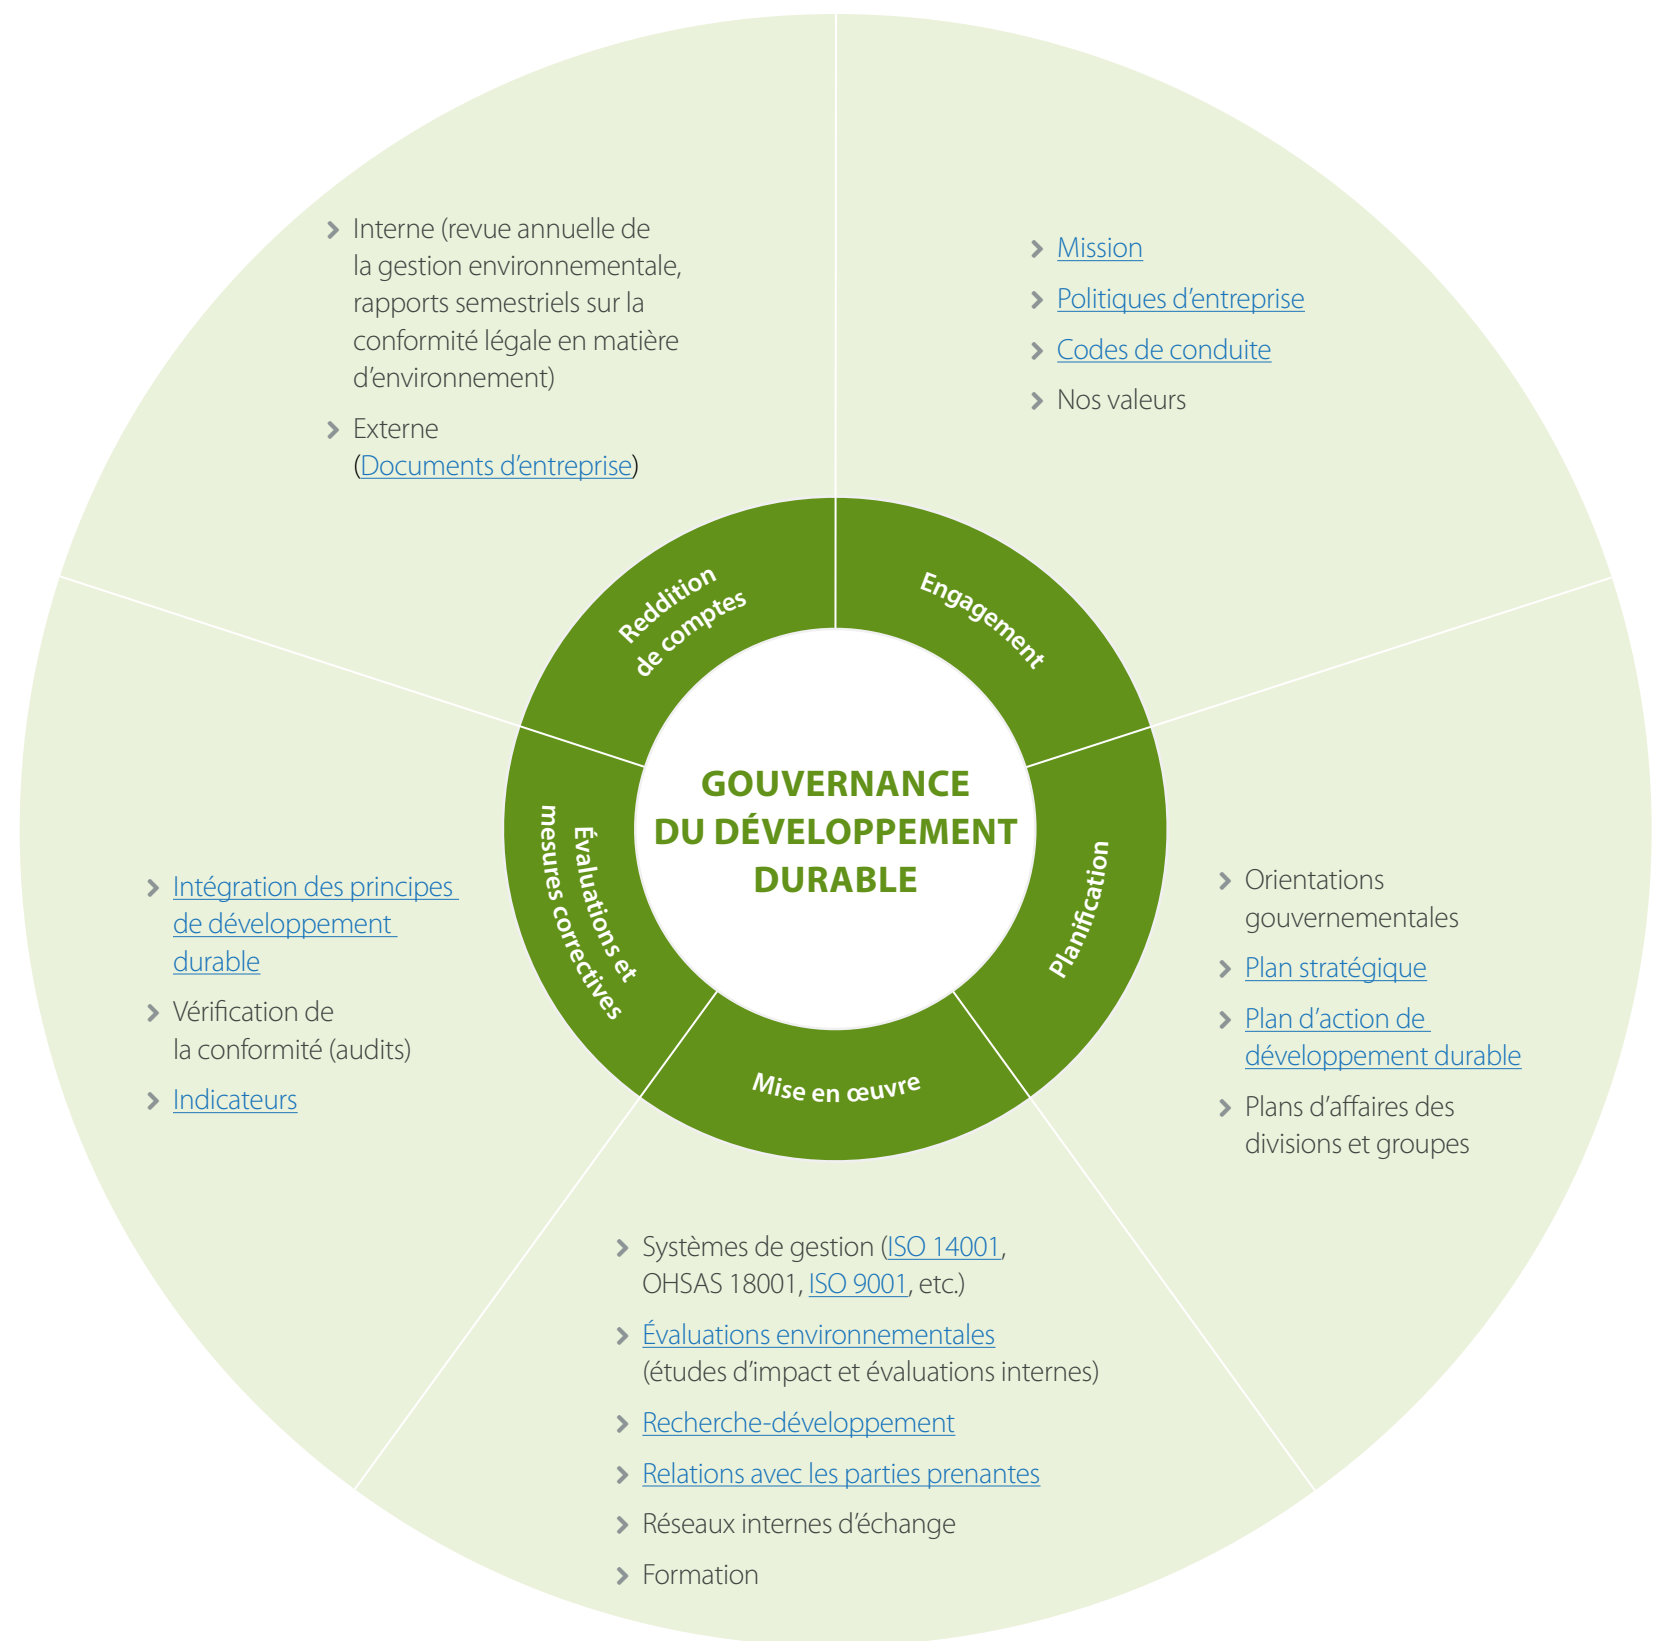 Interne (revue annuelle de
la gestion environnementale,
rapports semestriels sur la
conformité légale en matière
d'environnement)
Externe
(Documents d'entreprise)
Mission
Politiques d'entreprise
Codes de conduite
Nos valeurs
Reddition
de comptes
Engagement
GOUVERNANCE
DU DÉVELOPPEMENT
DURABLE
Évaluations et
mesures correctives
Planification
Mise en œuvre
Intégration des principes
de développement
durable
Vérification de
la conformité (audits)
Indicateurs
Orientations
gouvernementales
Plan stratégique
Plan d'action de
développement durable
Plans d'affaires des
divisions et groupes
Systèmes de gestion (ISO 14001,
OHSAS 18001, ISO 9001, etc.)
Évaluations environnementales
(études d'impact et évaluations internes)
Recherche-développement
Relations avec les parties prenantes
Réseaux internes d'échange
Formation